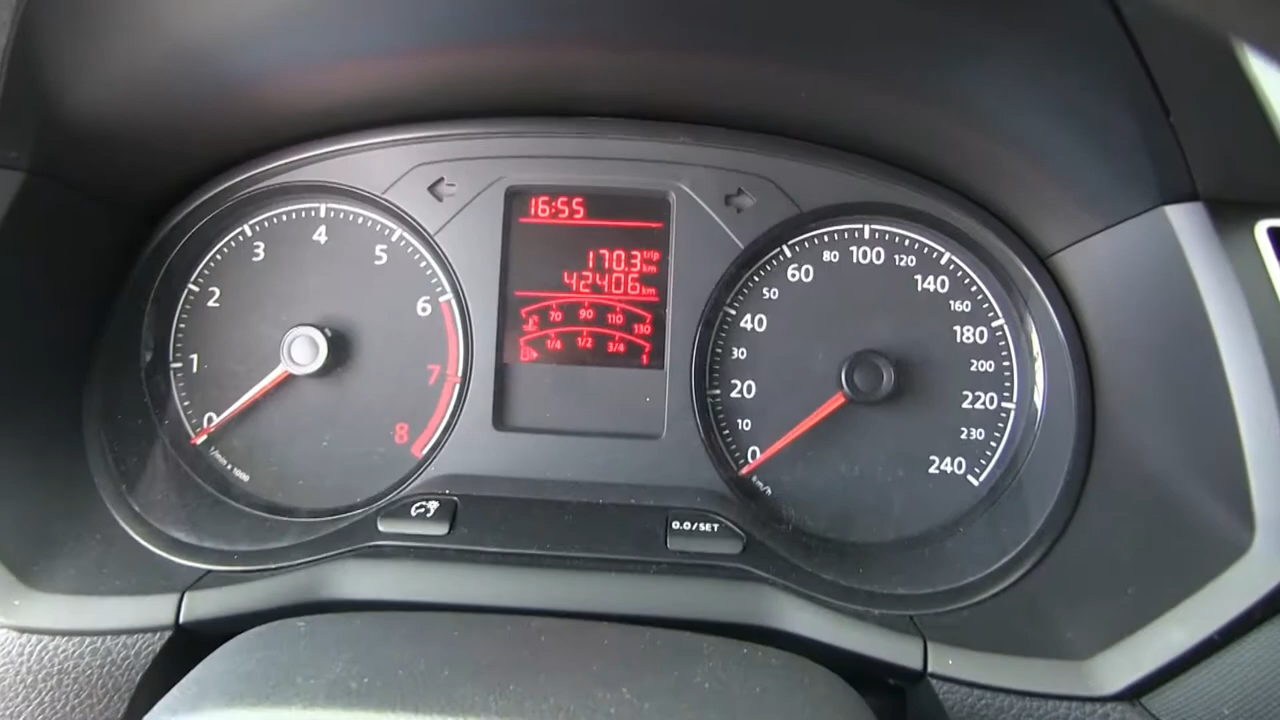 16:55
170.3 trip km
42406 km
70 90 110 130
1/4 1/2 3/4 1
0 1 2 3 4 5 6 7 8
1/min x 1000
0 10 20 30 40 50 60 80 100 120 140 160 180 200 220 230 240
km/h
0.0/SET